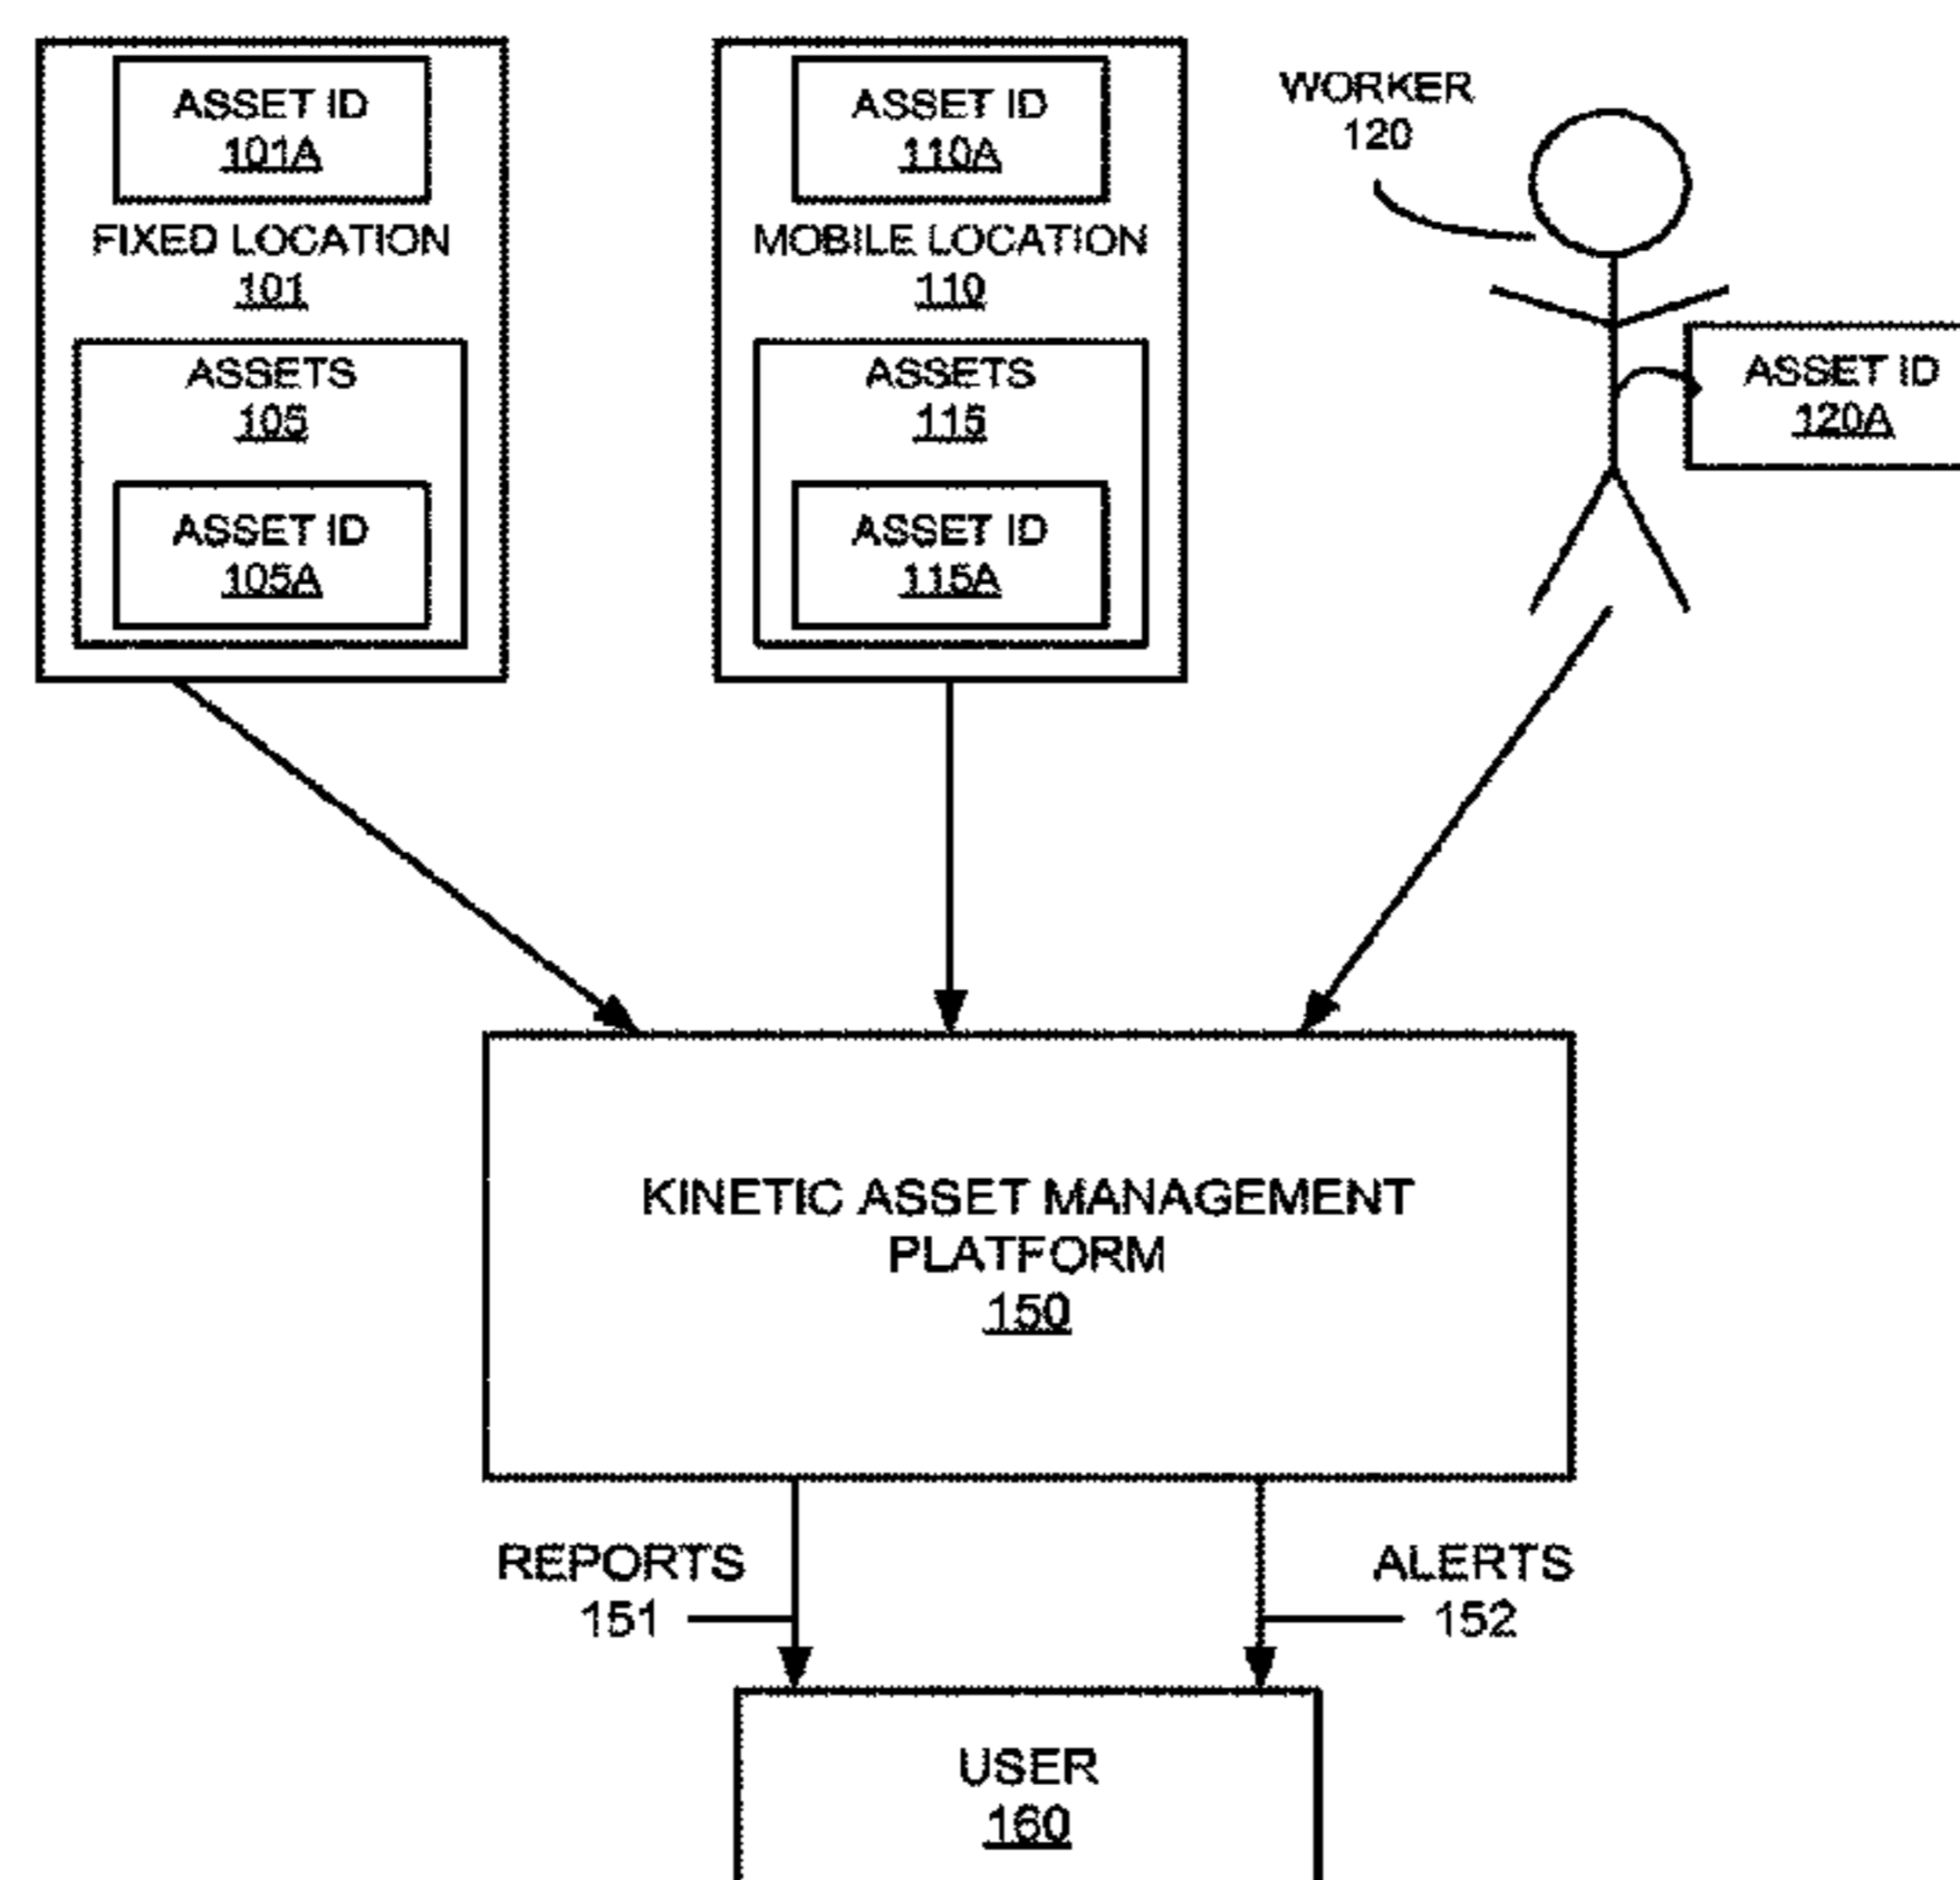 ASSET ID
101A
FIXED LOCATION
101
ASSETS
105
ASSET ID
105A
ASSET ID
110A
MOBILE LOCATION
110
ASSETS
115
ASSET ID
115A
WORKER
120
ASSET ID
120A
KINETIC ASSET MANAGEMENT
PLATFORM
150
REPORTS
151
ALERTS
152
USER
160